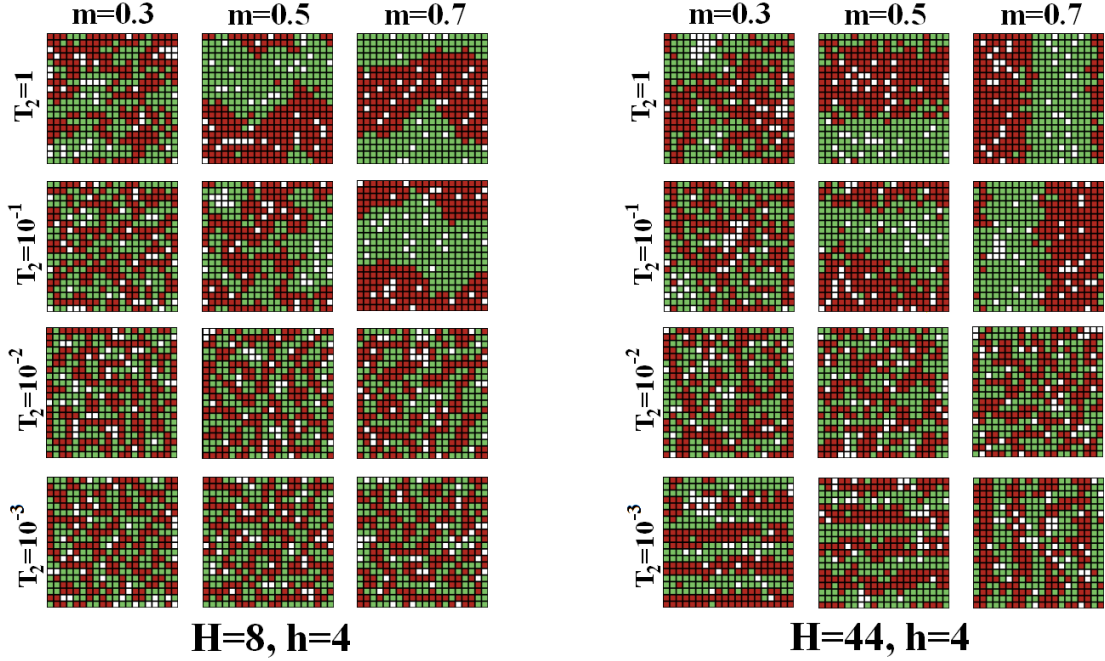 m=0.3 m=0.5 m=0.7 m=0.3 m=0.5 m=0.7
T₂=1 T₂=1
T₂=10⁻¹ T₂=10⁻¹
T₂=10⁻² T₂=10⁻²
T₂=10⁻³ T₂=10⁻³
H=8, h=4 H=44, h=4